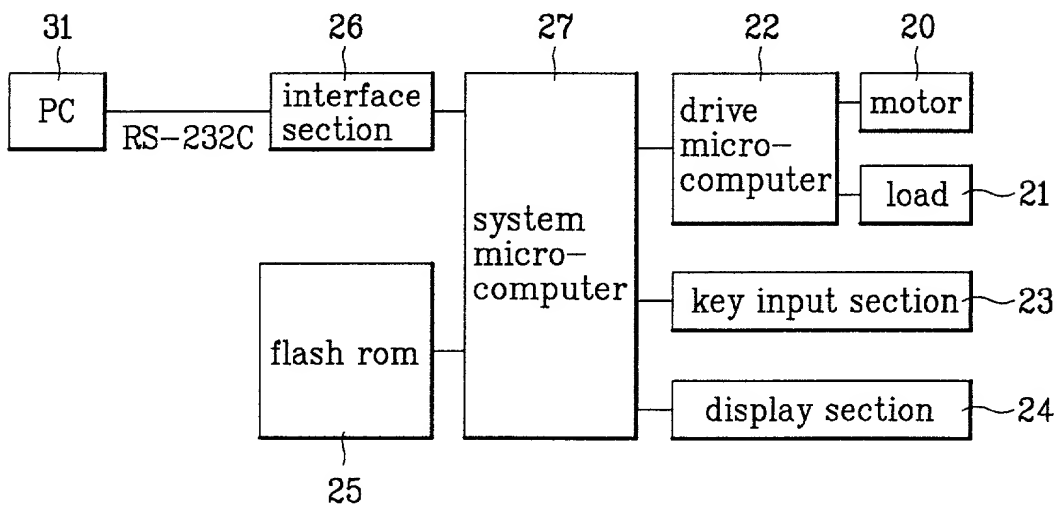 31
26
27
22
20
PC
RS-232C
interface
section
system
micro-
computer
drive
micro-
computer
motor
load
21
key input section
23
display section
24
flash rom
25